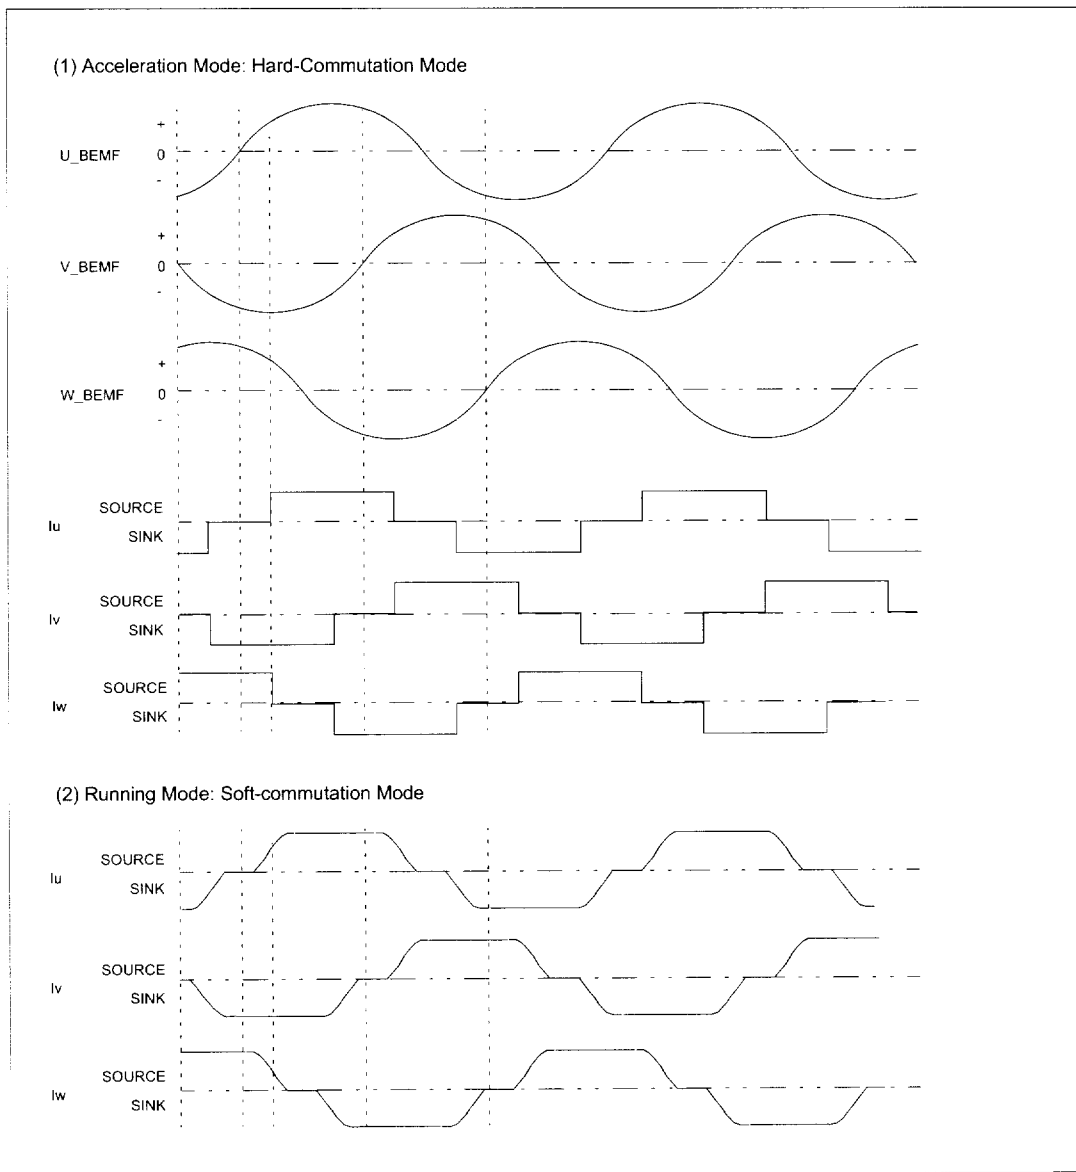 (1) Acceleration Mode: Hard-Commutation Mode
+
U_BEMF 0
-
+
V_BEMF 0
-
+
W_BEMF 0
-
SOURCE
Iu
SINK
SOURCE
Iv
SINK
SOURCE
Iw
SINK
(2) Running Mode: Soft-commutation Mode
SOURCE
Iu
SINK
SOURCE
Iv
SINK
SOURCE
Iw
SINK